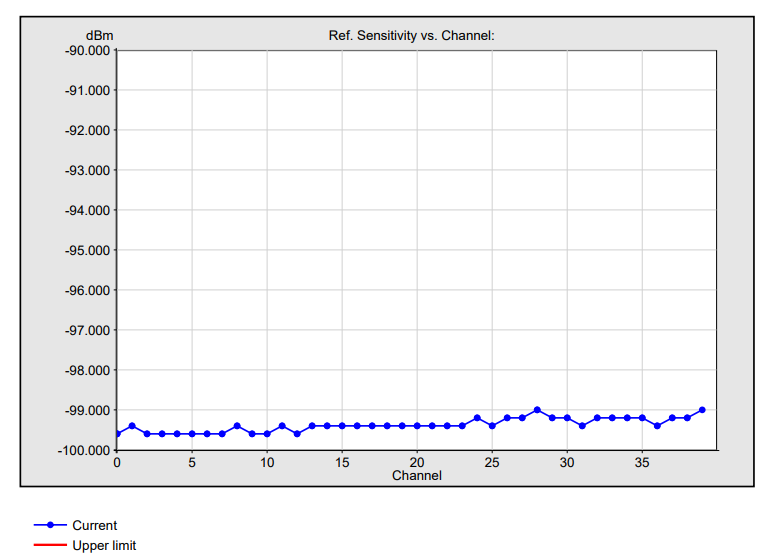 dBm
Ref. Sensitivity vs. Channel:
-90.000
-91.000
-92.000
-93.000
-94.000
-95.000
-96.000
-97.000
-98.000
-99.000
-100.000
0 5 10 15 20 25 30 35
Channel
Current
Upper limit